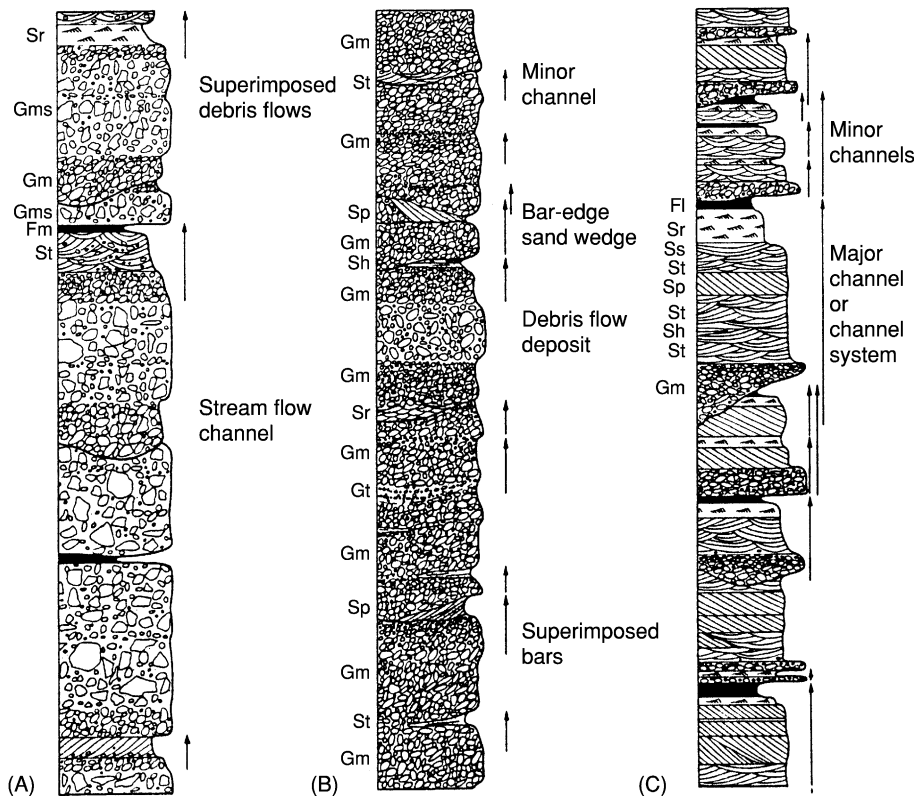 Sr
Superimposed
debris flows
Gms
Gm
Gms
Fm
St
Stream flow
channel
(A)
Gm
St
Minor
channel
Gm
Sp
Bar-edge
sand wedge
Gm
Sh
Gm
Debris flow
deposit
Gm
Sr
Gm
Gt
Gm
Sp
Superimposed
bars
Gm
St
Gm
(B)
Minor
channels
Fl
Sr
Ss
St
Sp
St
Sh
St
Major
channel
or
channel
system
Gm
(C)